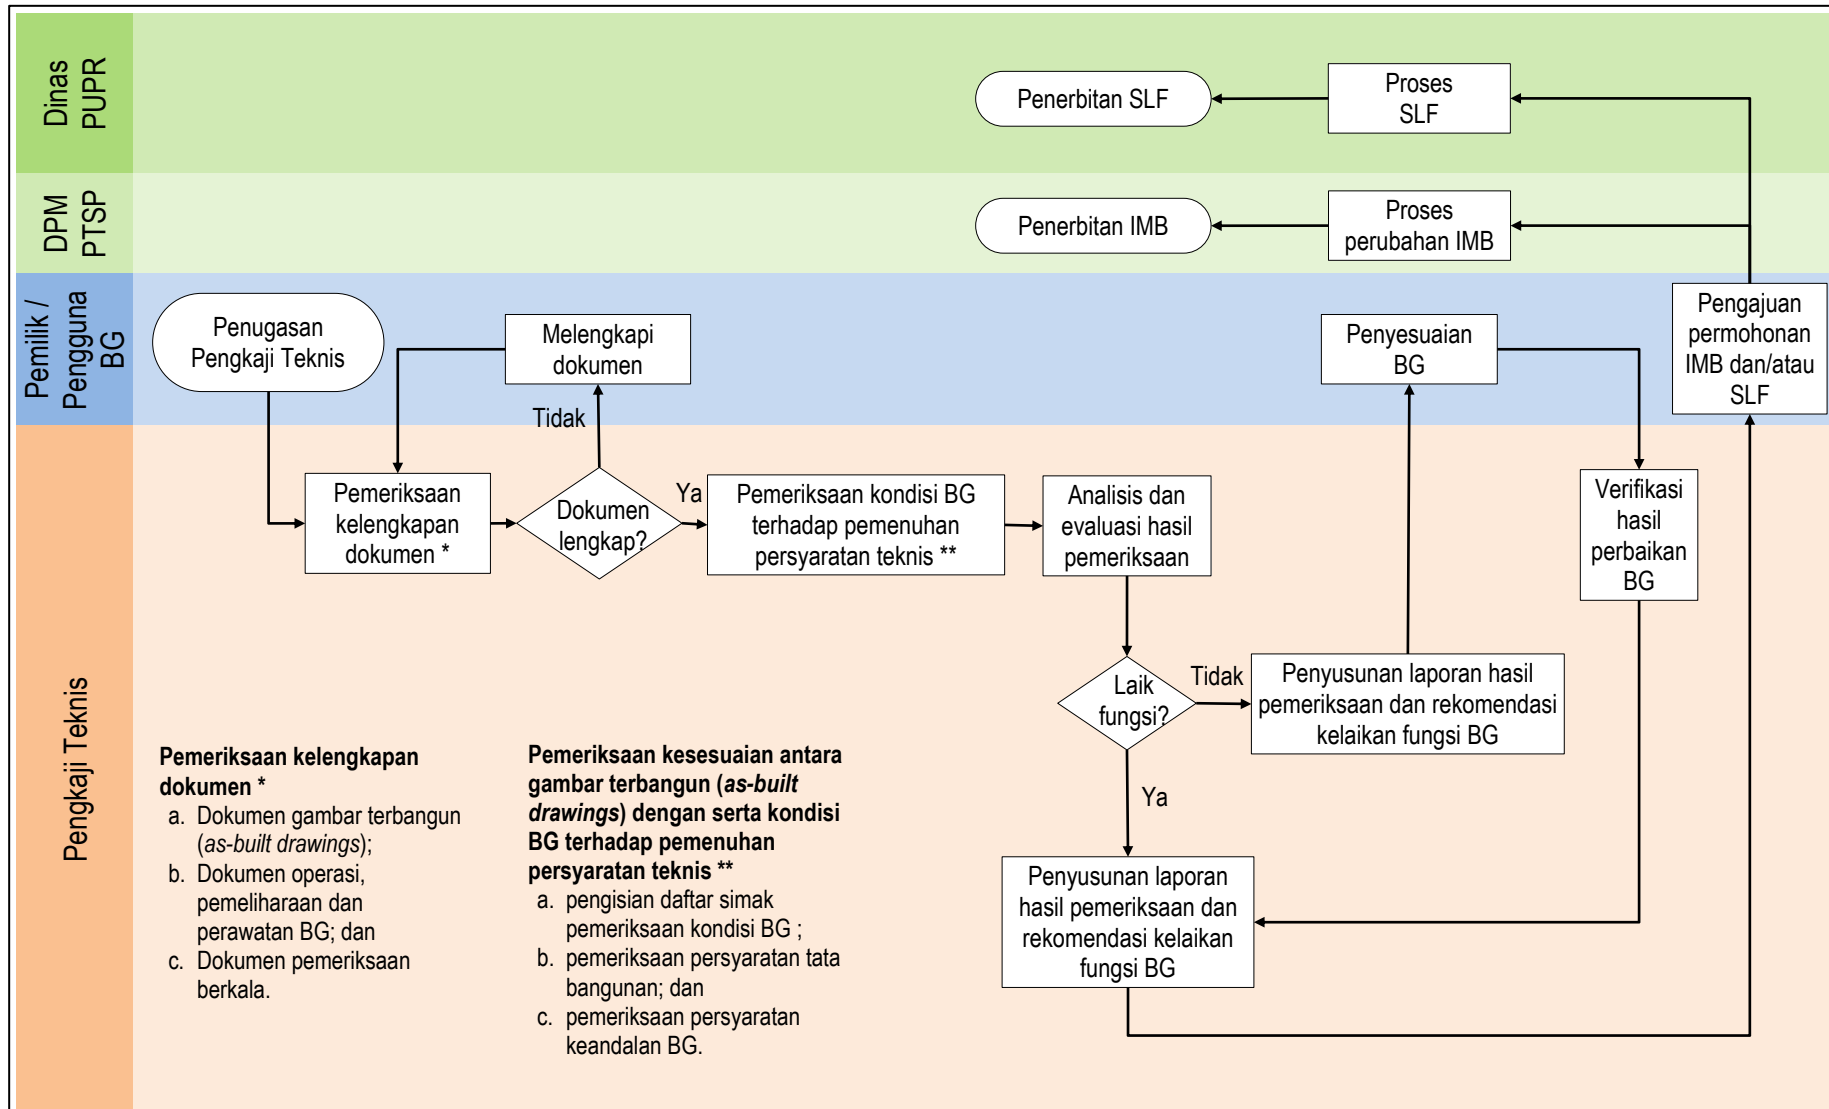 Dinas
PUPR
Penerbitan SLF
Proses
SLF
DPM
PTSP
Penerbitan IMB
Proses
perubahan IMB
Pemilik /
Pengguna
BG
Penugasan
Pengkaji Teknis
Melengkapi
dokumen
Penyesuaian
BG
Pengajuan
permohonan
IMB dan/atau
SLF
Tidak
Pengkaji Teknis
Pemeriksaan
kelengkapan
dokumen *
Dokumen
lengkap?
Ya
Pemeriksaan kondisi BG
terhadap pemenuhan
persyaratan teknis **
Analisis dan
evaluasi hasil
pemeriksaan
Verifikasi
hasil
perbaikan
BG
Laik
fungsi?
Tidak
Penyusunan laporan hasil
pemeriksaan dan rekomendasi
kelaikan fungsi BG
Ya
Penyusunan laporan
hasil pemeriksaan dan
rekomendasi kelaikan
fungsi BG
Pemeriksaan kelengkapan
dokumen *
a. Dokumen gambar terbangun
(as-built drawings);
b. Dokumen operasi,
pemeliharaan dan
perawatan BG; dan
c. Dokumen pemeriksaan
berkala.
Pemeriksaan kesesuaian antara
gambar terbangun (as-built
drawings) dengan serta kondisi
BG terhadap pemenuhan
persyaratan teknis **
a. pengisian daftar simak
pemeriksaan kondisi BG ;
b. pemeriksaan persyaratan tata
bangunan; dan
c. pemeriksaan persyaratan
keandalan BG.